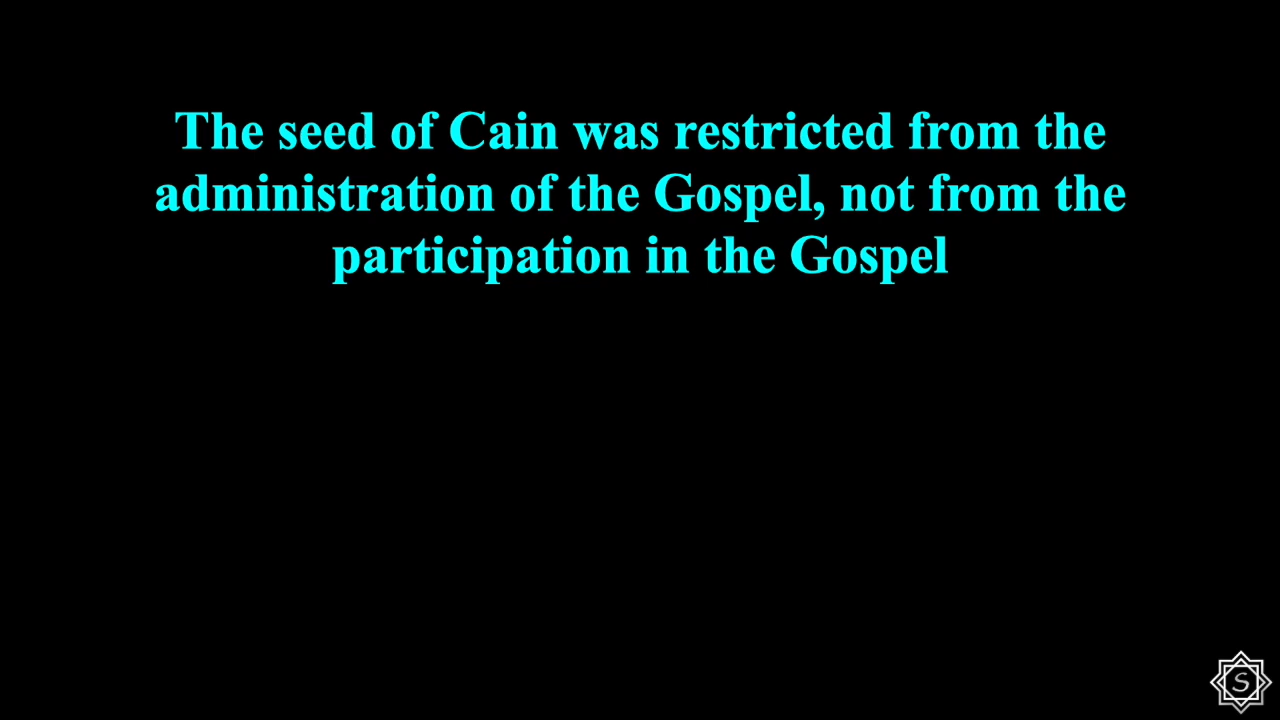 The seed of Cain was restricted from the
administration of the Gospel, not from the
participation in the Gospel
S